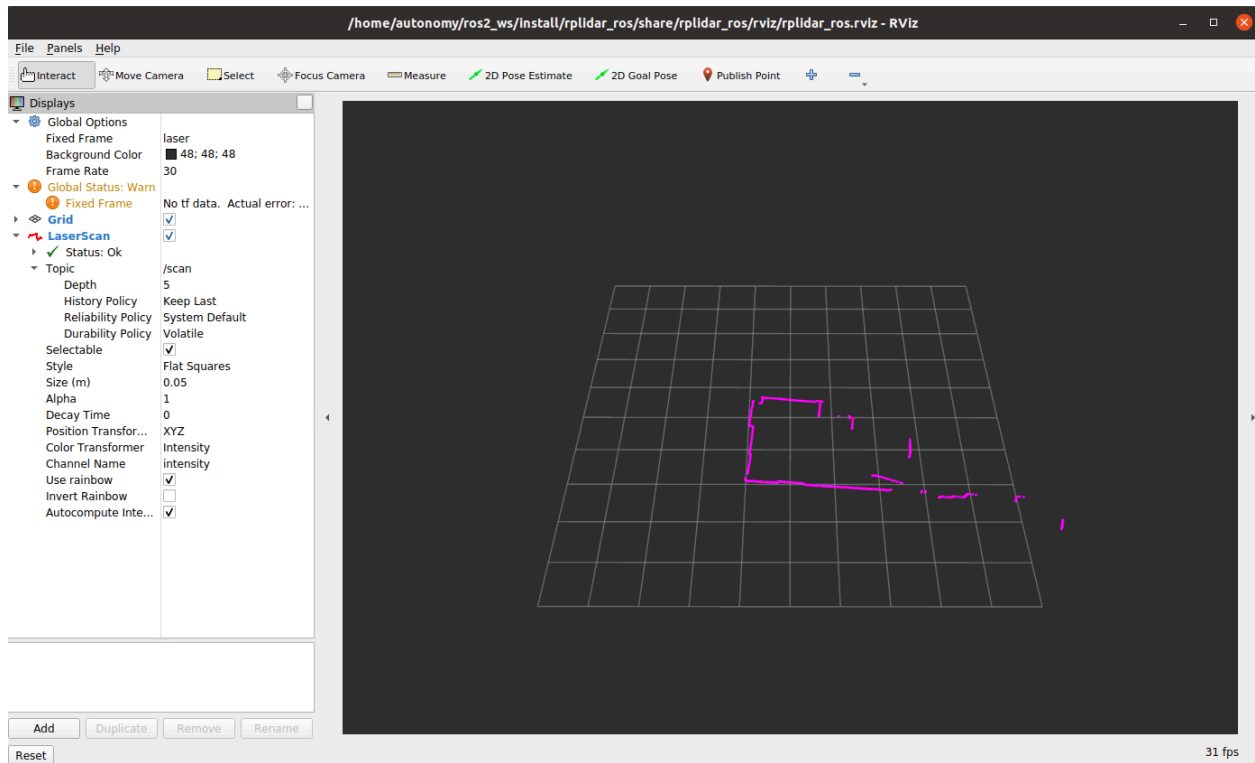 /home/autonomy/ros2_ws/install/rplidar_ros/share/rplidar_ros/rviz/rplidar_ros.rviz - RViz
File Panels Help
Interact Move Camera Select Focus Camera Measure 2D Pose Estimate 2D Goal Pose Publish Point
Displays
Global Options
Fixed Frame laser
Background Color 48; 48; 48
Frame Rate 30
Global Status: Warn
Fixed Frame No tf data. Actual error: ...
Grid
LaserScan
Status: Ok
Topic /scan
Depth 5
History Policy Keep Last
Reliability Policy System Default
Durability Policy Volatile
Selectable
Style Flat Squares
Size (m) 0.05
Alpha 1
Decay Time 0
Position Transfor... XYZ
Color Transformer Intensity
Channel Name intensity
Use rainbow
Invert Rainbow
Autocompute Inte...
Add Duplicate Remove Rename
Reset 31 fps